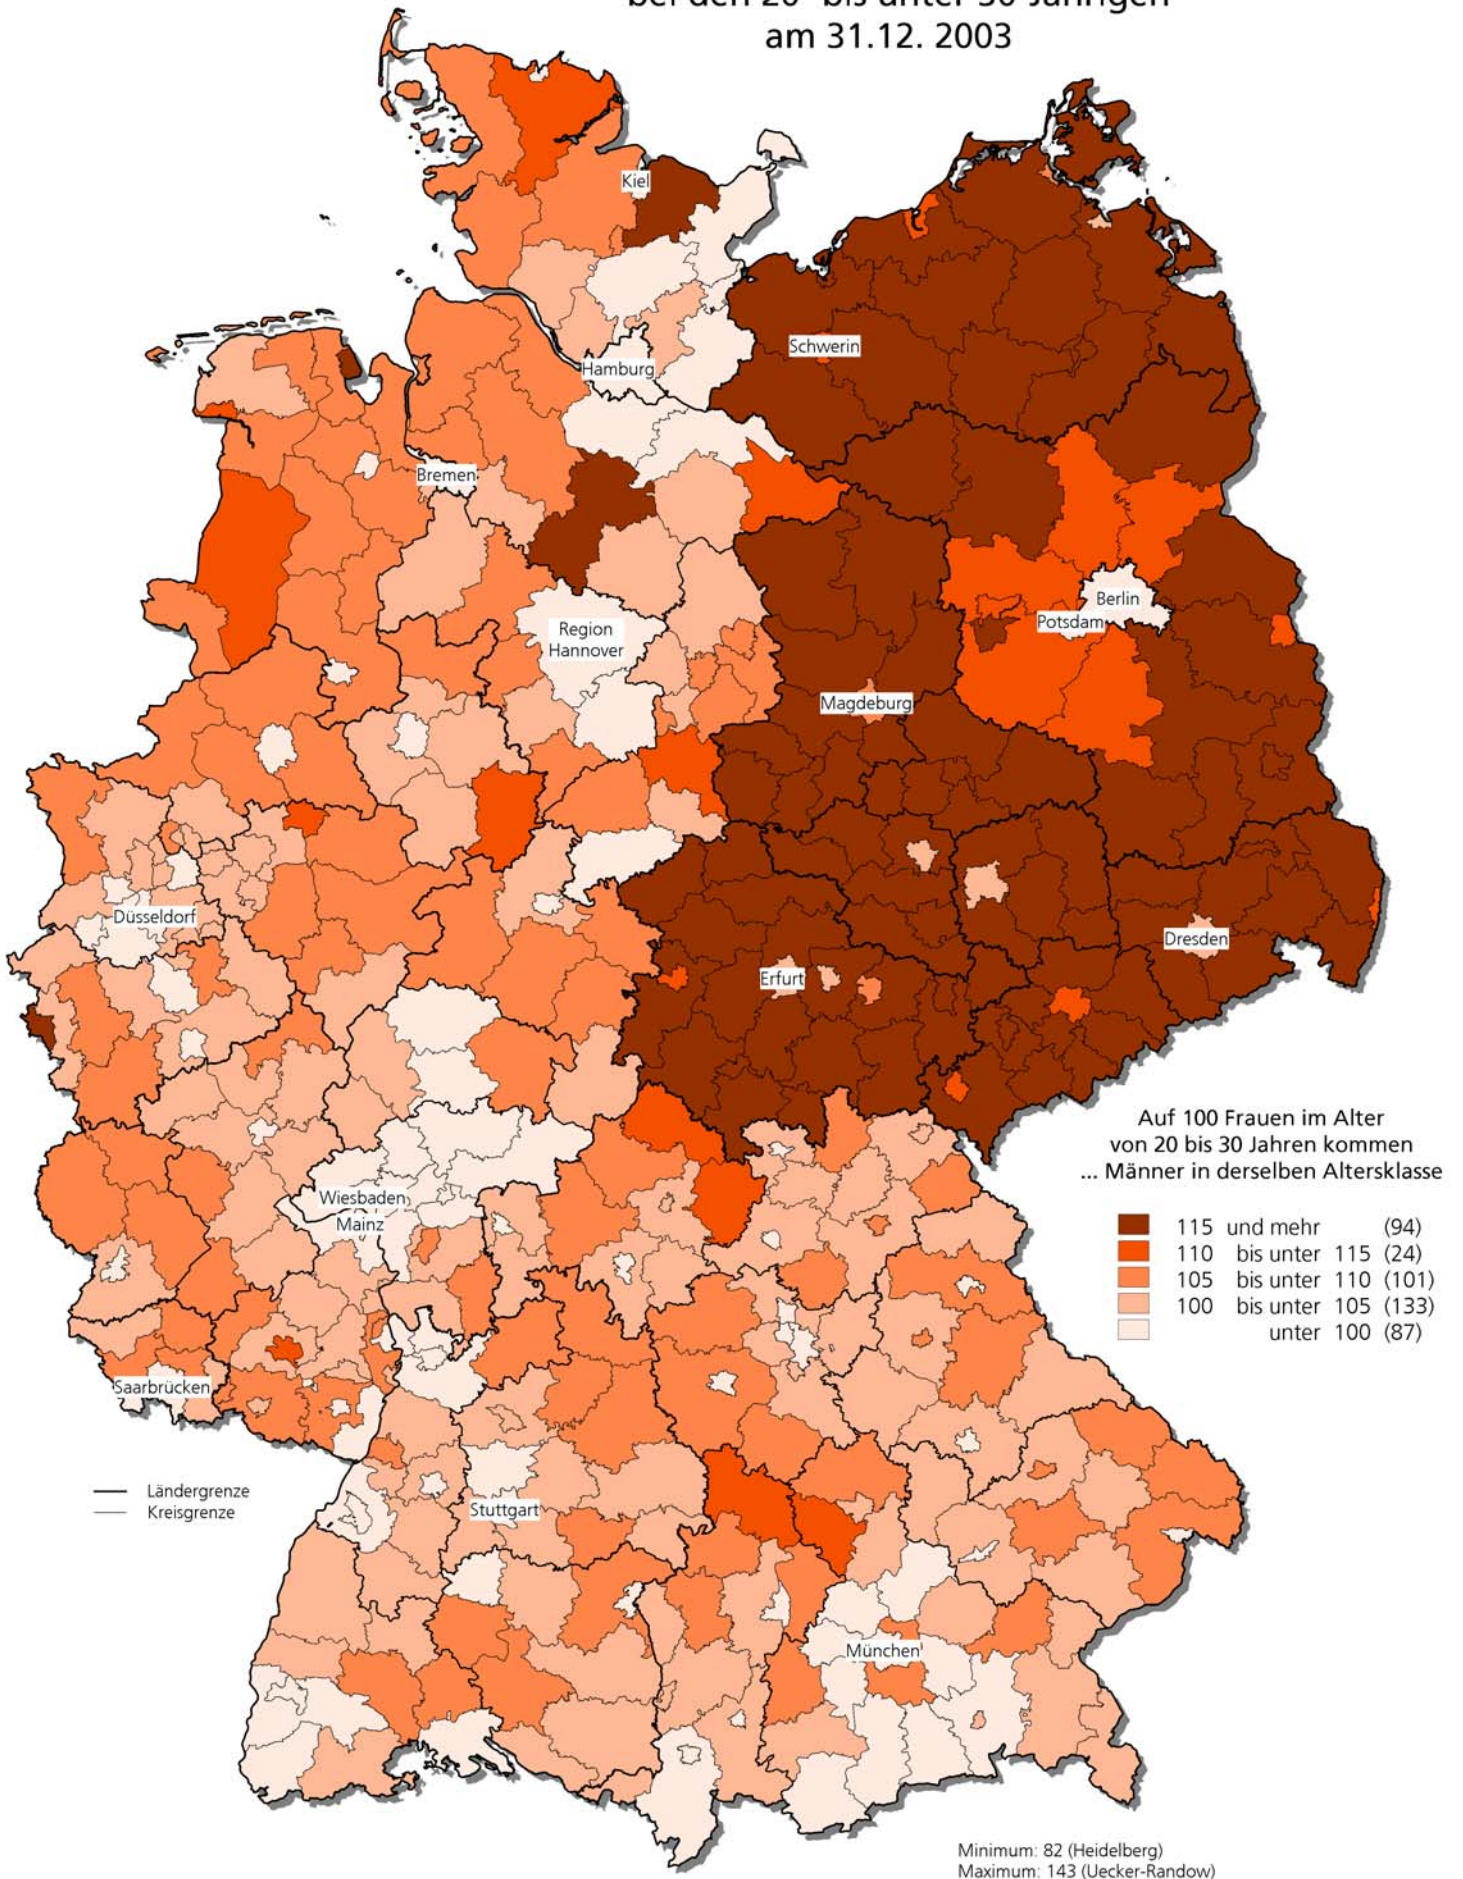 am 31.12. 2003
Kiel
Schwerin
Hamburg
Bremen
Berlin
Potsdam
Region
Hannover
Magdeburg
Düsseldorf
Dresden
Erfurt
Auf 100 Frauen im Alter
von 20 bis 30 Jahren kommen
... Männer in derselben Altersklasse
Wiesbaden
Mainz
115 und mehr (94)
110 bis unter 115 (24)
105 bis unter 110 (101)
100 bis unter 105 (133)
unter 100 (87)
Saarbrücken
Ländergrenze
Kreisgrenze
Stuttgart
München
Minimum: 82 (Heidelberg)
Maximum: 143 (Uecker-Randow)